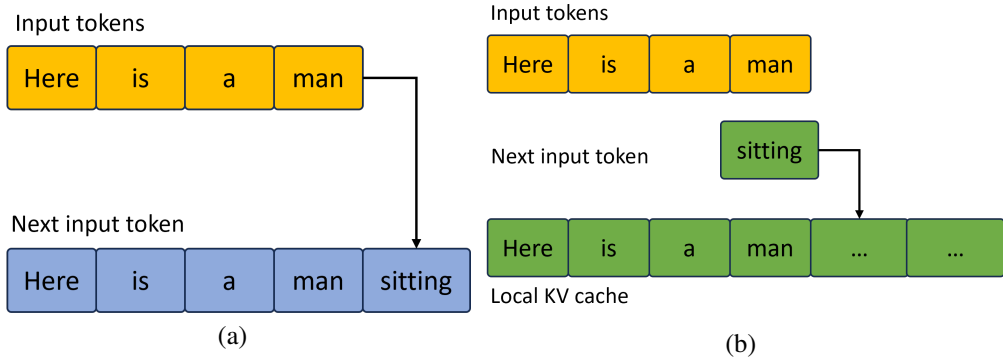 Input tokens
Here is a man
Next input token
Here is a man sitting
(a)
Input tokens
Here is a man
sitting
Next input token
Here is a man ... ...
Local KV cache
(b)